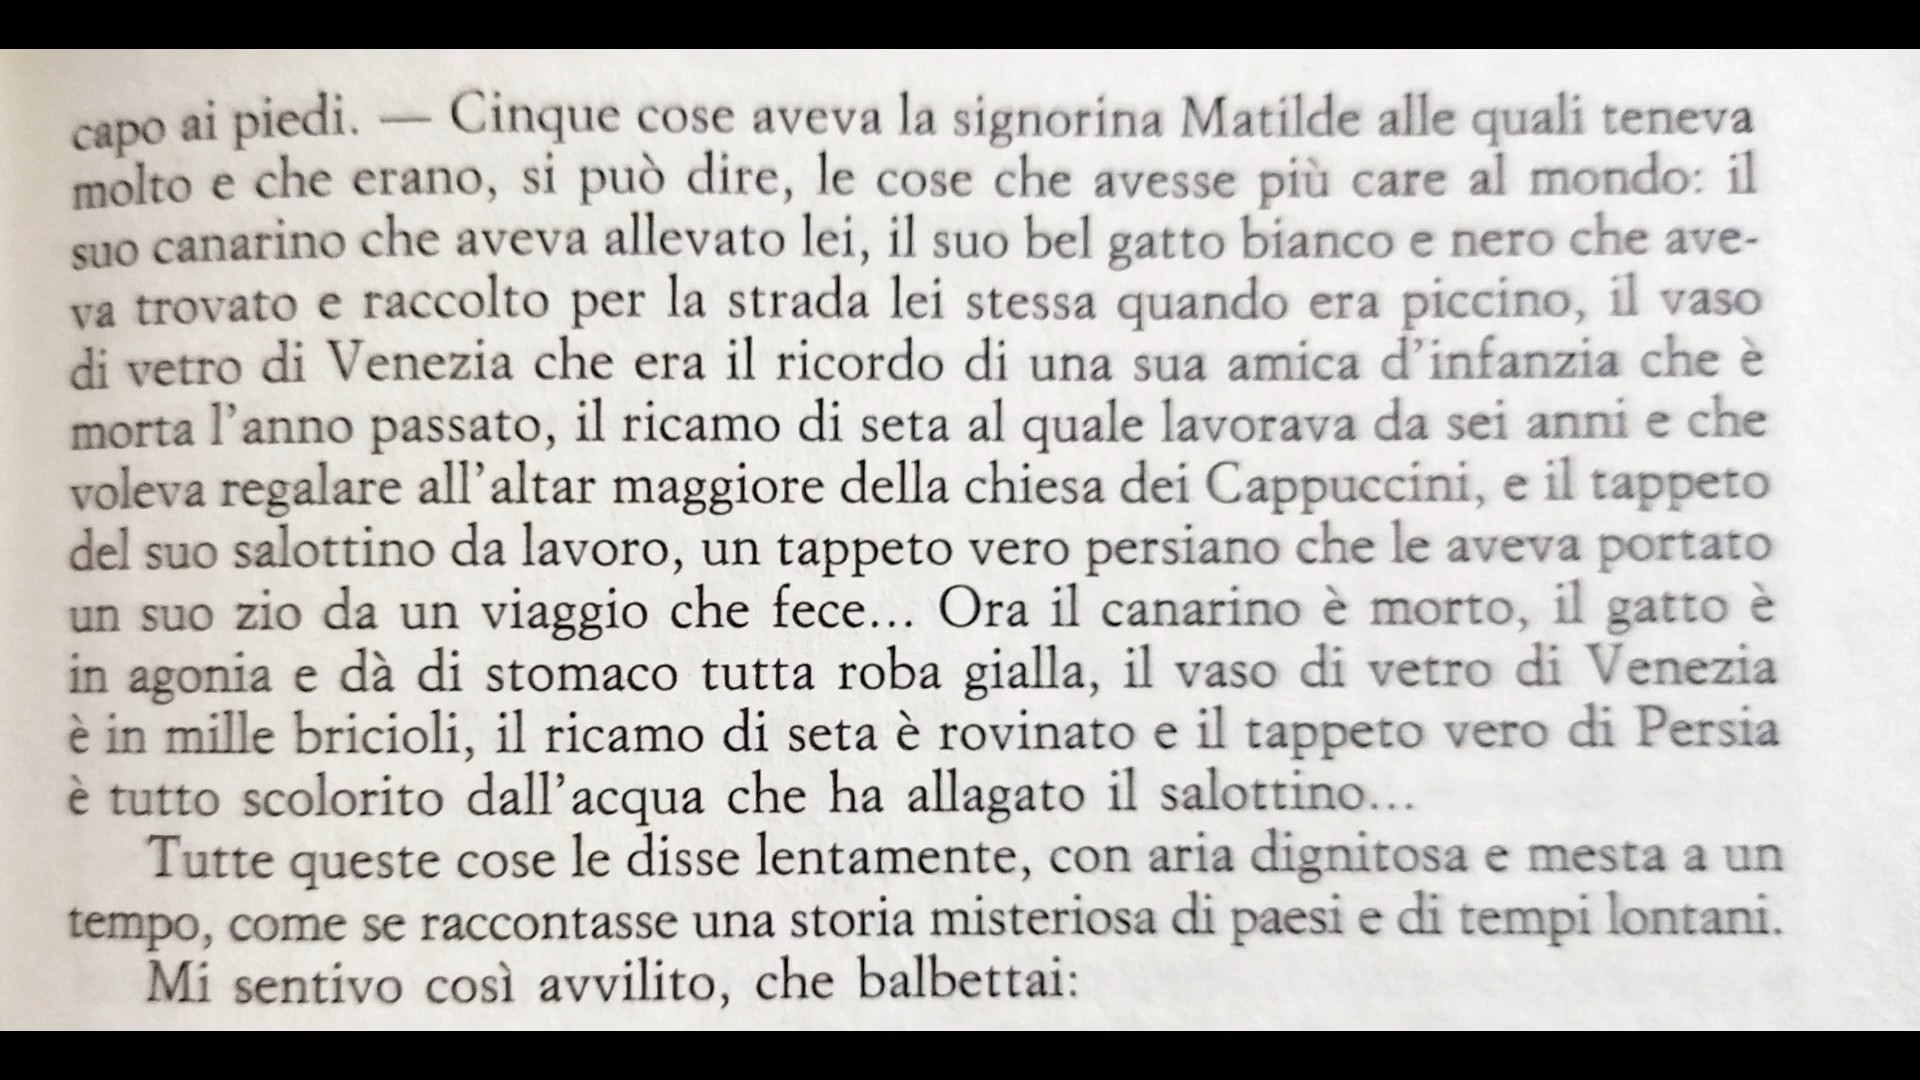 capo ai piedi. — Cinque cose aveva la signorina Matilde alle quali teneva
molto e che erano, si può dire, le cose che avesse più care al mondo: il
suo canarino che aveva allevato lei, il suo bel gatto bianco e nero che ave-
va trovato e raccolto per la strada lei stessa quando era piccino, il vaso
di vetro di Venezia che era il ricordo di una sua amica d'infanzia che è
morta l'anno passato, il ricamo di seta al quale lavorava da sei anni e che
voleva regalare all'altar maggiore della chiesa dei Cappuccini, e il tappeto
del suo salottino da lavoro, un tappeto vero persiano che le aveva portato
un suo zio da un viaggio che fece... Ora il canarino è morto, il gatto è
in agonia e dà di stomaco tutta roba gialla, il vaso di vetro di Venezia
è in mille bricioli, il ricamo di seta è rovinato e il tappeto vero di Persia
è tutto scolorito dall'acqua che ha allagato il salottino...
Tutte queste cose le disse lentamente, con aria dignitosa e mesta a un
tempo, come se raccontasse una storia misteriosa di paesi e di tempi lontani.
Mi sentivo così avvilito, che balbettai: